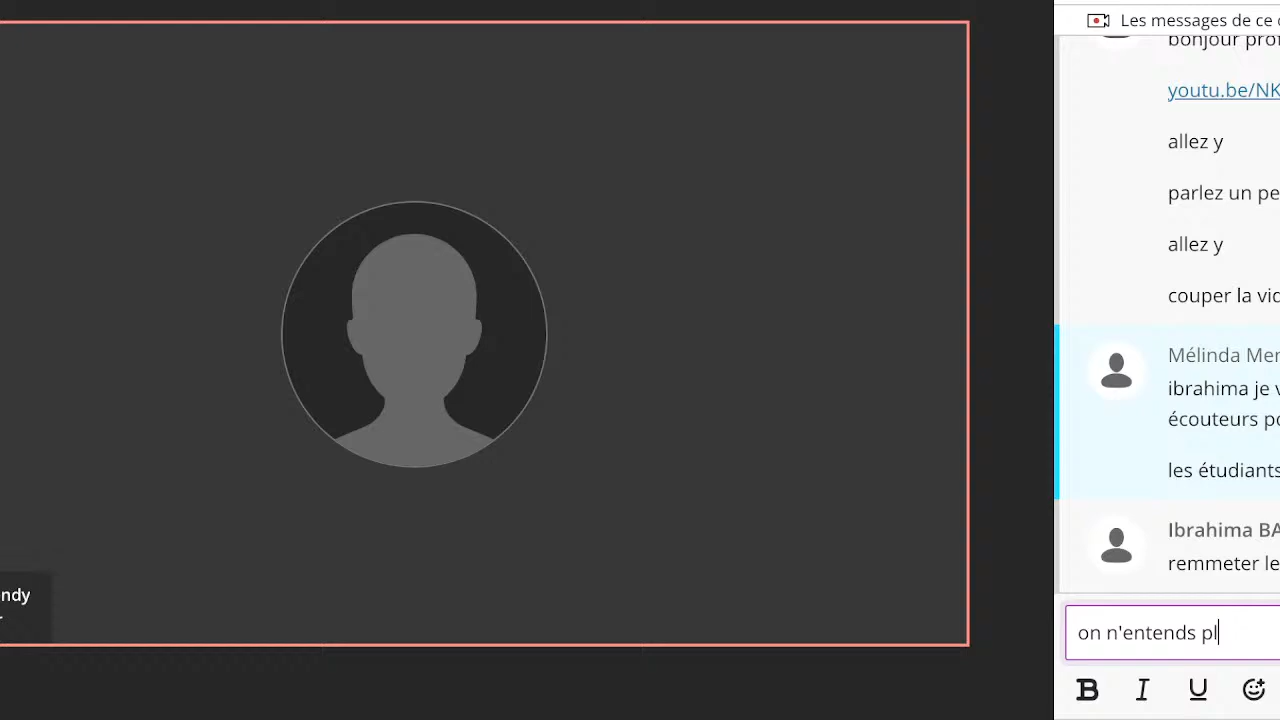 Les messages de ce
bonjour prof
youtu.be/NK
allez y
parlez un pe
allez y
couper la vid
Mélinda Men
ibrahima je v
écouteurs po
les étudiants
Ibrahima BA
remmeter le
ndy
on n'entends pl
B I U